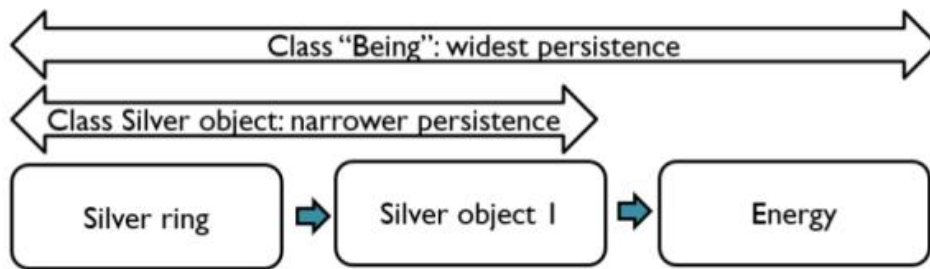 Class “Being”: widest persistence
Class Silver object: narrower persistence
Silver ring
Silver object 1
Energy